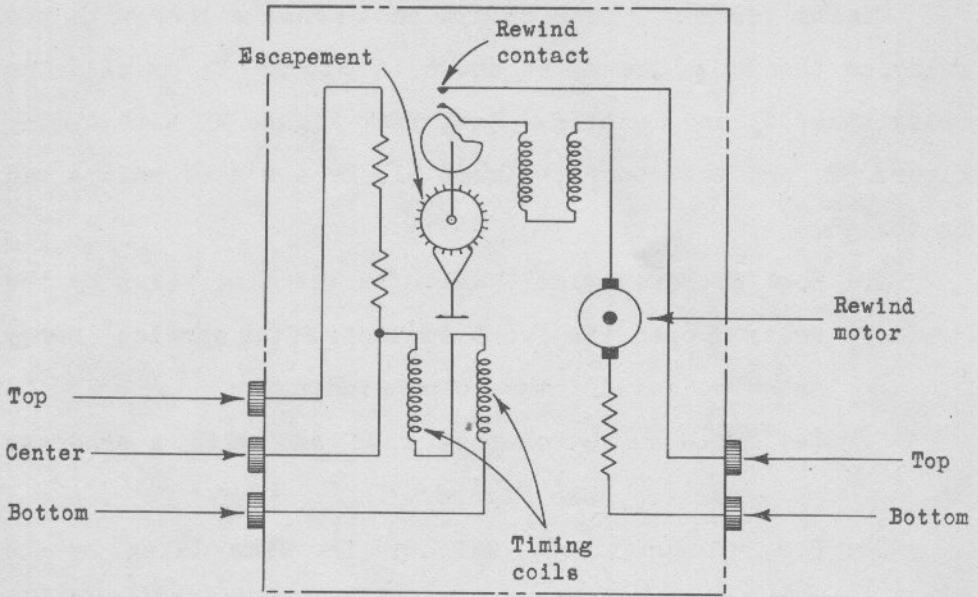 Rewind
contact
Escapement
Rewind
motor
Top
Center
Bottom
Top
Bottom
Timing
coils